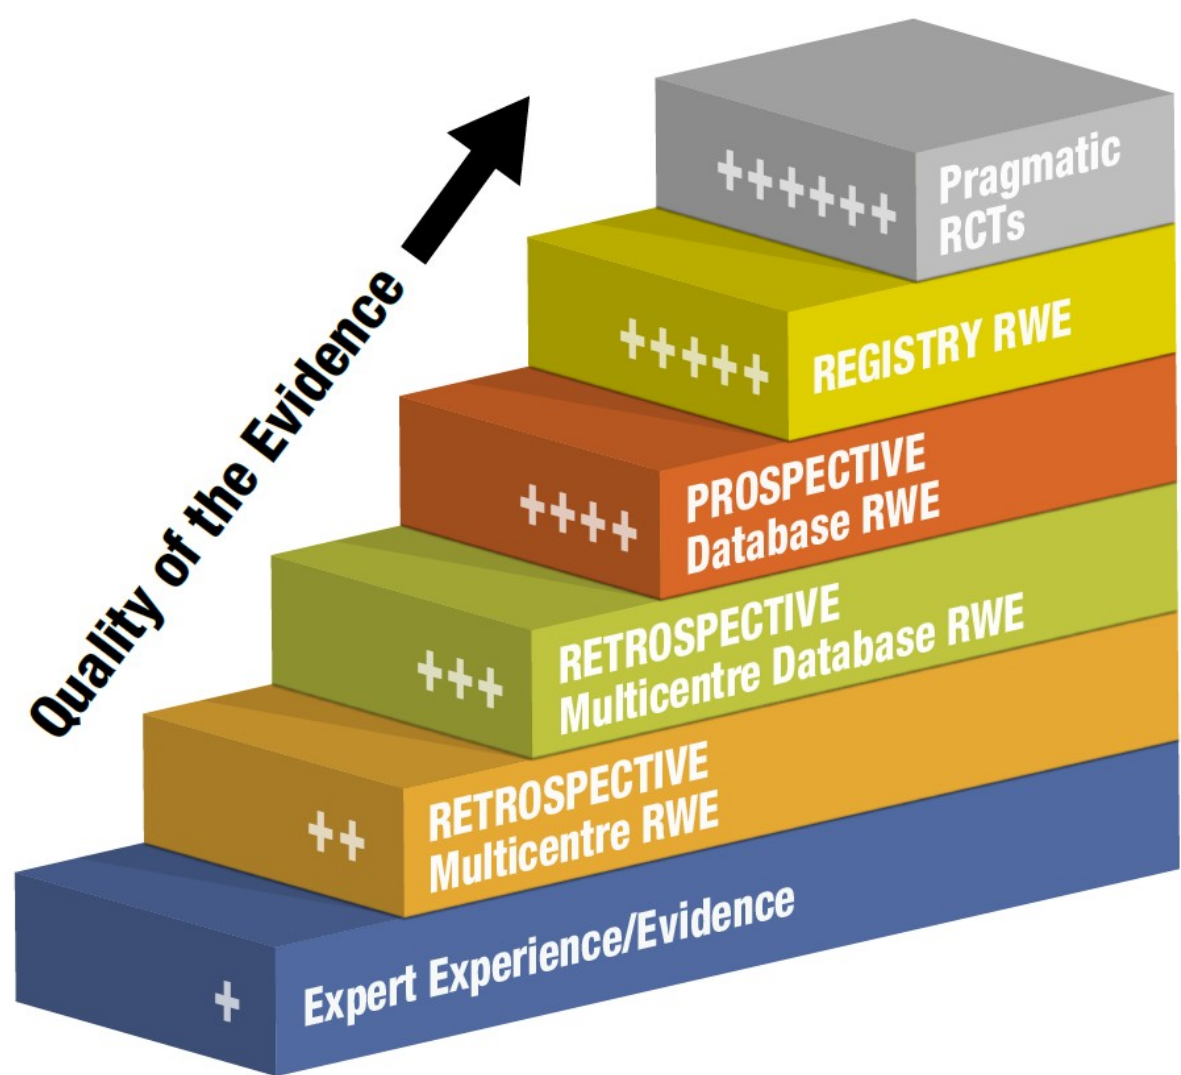 Quality of the Evidence
++++++
Pragmatic
RCTs
+++++
REGISTRY RWE
++++
PROSPECTIVE
Database RWE
+++
RETROSPECTIVE
Multicentre Database RWE
++
RETROSPECTIVE
Multicentre RWE
+
Expert Experience/Evidence